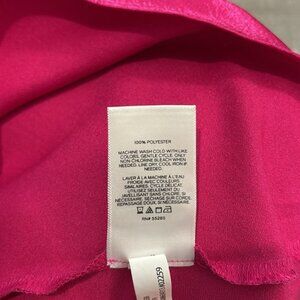 100% POLYESTER
MACHINE WASH COLD WITH LIKE
COLORS, GENTLE CYCLE. ONLY
NON-CHLORINE BLEACH WHEN
NEEDED. LINE DRY. COOL IRON IF
NEEDED.
LAVER À LA MACHINE À L'EAU
FROIDE AVEC COULEURS
SIMILAIRES, CYCLE DÉLICAT.
UTILISEZ SEULEMENT DU
JAVELLISANT SANS CHLORE SI
NÉCESSAIRE. SÉCHAGE SUR
CORDE. REPASSAGE DOUX SI
NÉCESSAIRE.
RN# 55285